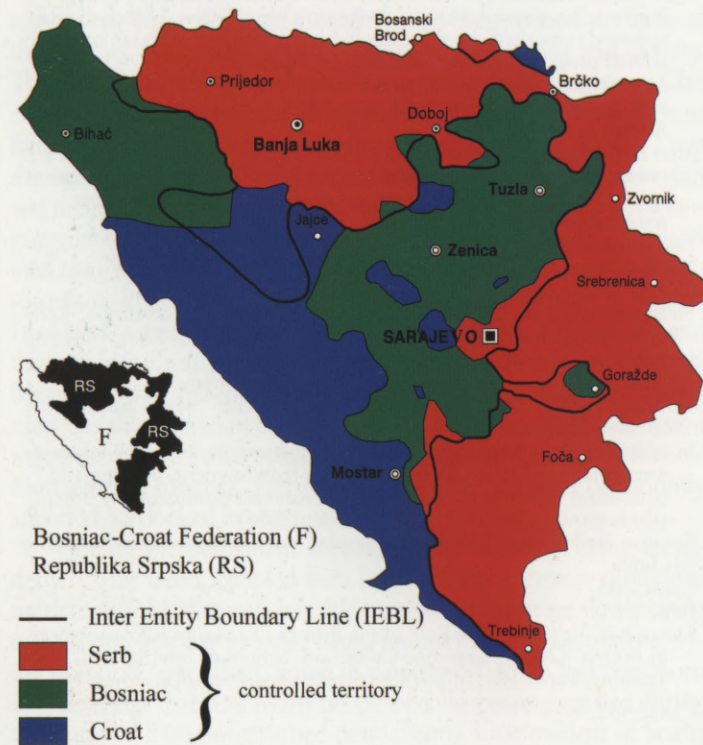 Bosanski
Brod
Prijedor
Brčko
Doboj
Bihać
Banja Luka
Tuzla
Zvornik
Jajce
Zenica
Srebrenica
SARAJEVO
Goražde
RS
F
RS
Foča
Mostar
Bosniac-Croat Federation (F)
Republika Srpska (RS)
Inter Entity Boundary Line (IEBL)
Trebinje
Serb
Bosniac
controlled territory
Croat